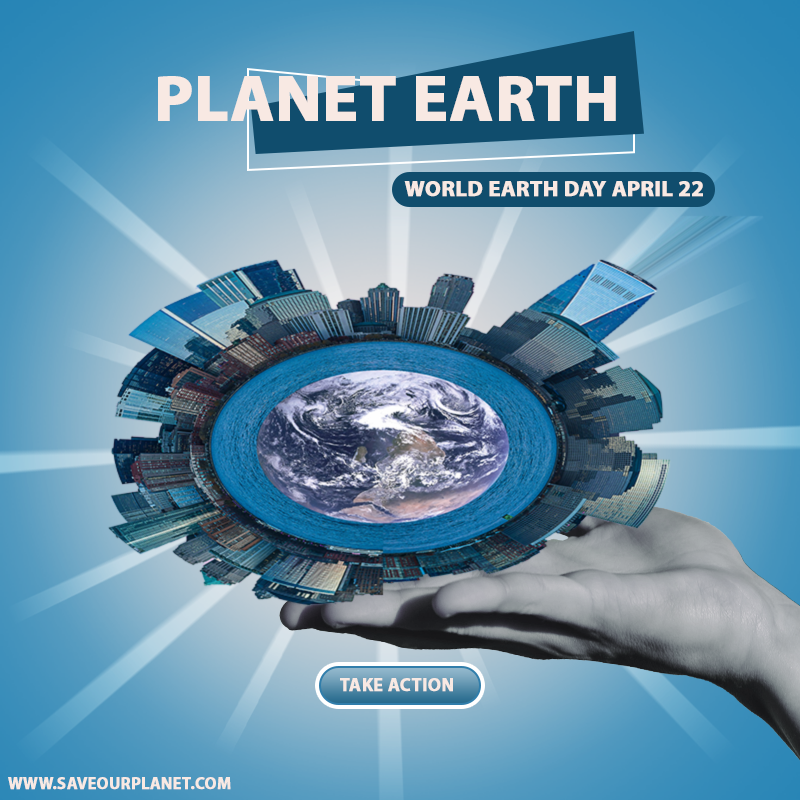 PLANET EARTH
WORLD EARTH DAY APRIL 22
TAKE ACTION
WWW.SAVEOURPLANET.COM